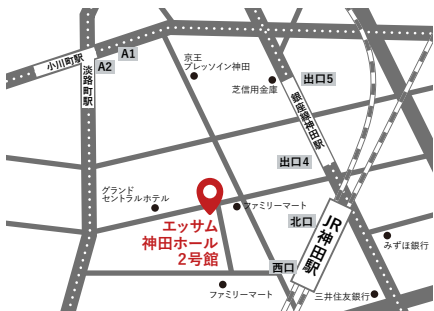 小川町駅
A1
A2
淡路町駅
京王
プレッソイン神田
芝信用金庫
出口5
銀座線神田駅
出口4
グランド
セントラルホテル
ファミリーマート
エッサム
神田ホール
2号館
北口
JR
神田駅
みずほ銀行
西口
ファミリーマート
三井住友銀行